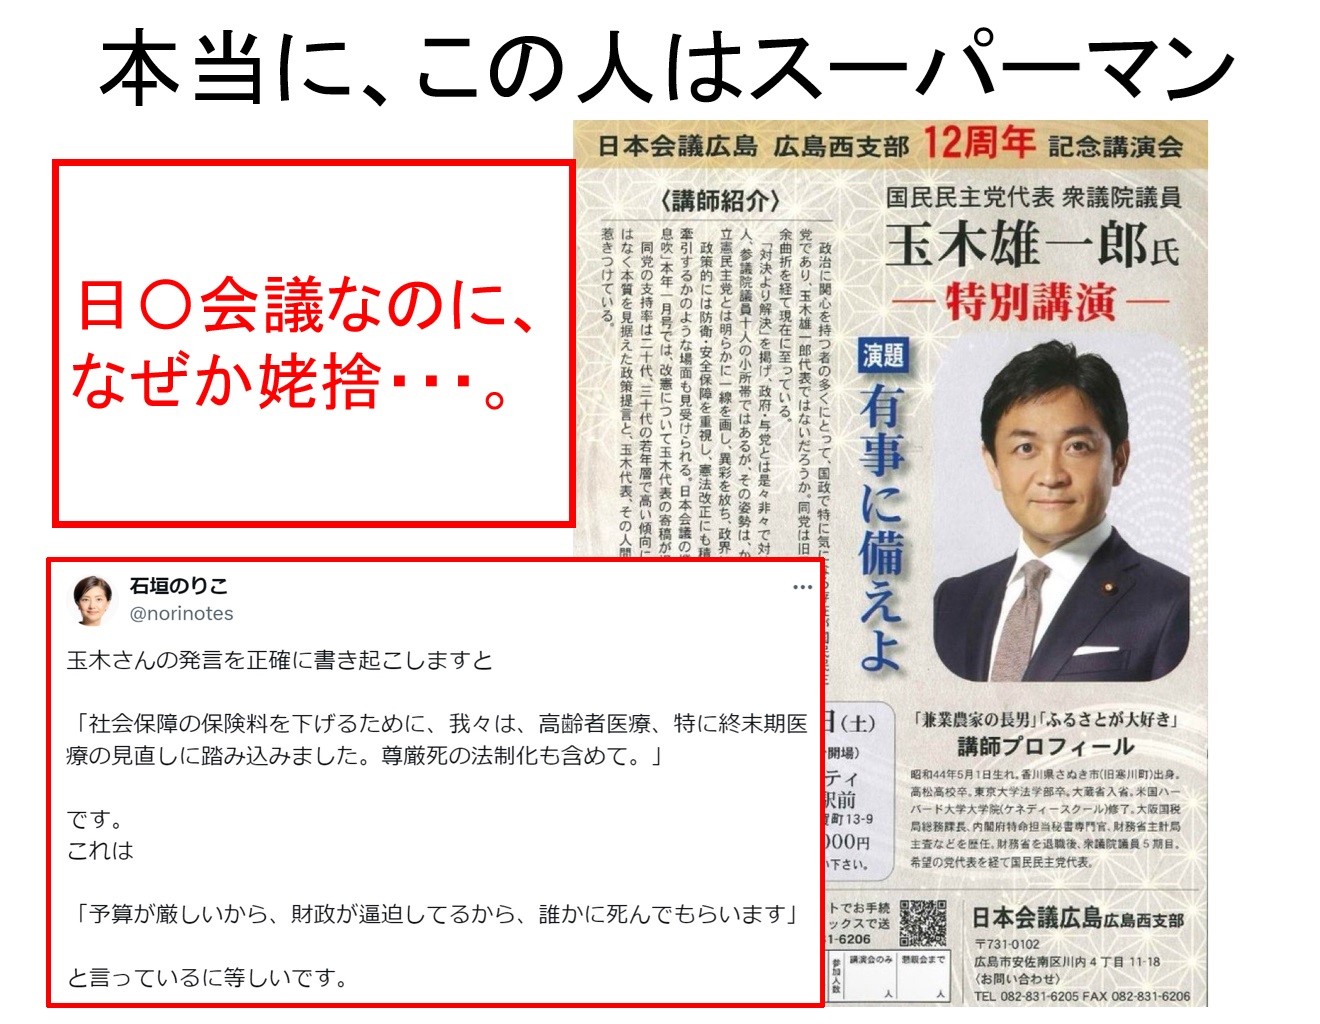 本当に、この人はスーパーマン
日〇会議なのに、
なぜか姥捨・・・。
日本会議広島 広島西支部 12周年 記念講演会
〈講師紹介〉
政治に関心を持つ者の多くにとって、国政で特に気になる存在が国民民主
党であり、玉木雄一郎代表ではないだろうか。同党は旧
余曲折を経て現在に至っている。
「対決より解決」を掲げ、政府・与党とは是々非々で対
人、参議院議員十人の小所帯ではあるが、その姿勢は、か
立憲民主党とは明らかに一線を画し、異彩を放ち、政界
政策的には防衛・安全保障を重視し、憲法改正にも積
牽引するかのような場面も見受けられる。日本会議の機
息吹」本年一月号では、改憲について玉木代表の寄稿が掲
同党の支持率は二十代、三十代の若年層で高い傾向に
はなく本質を見据えた政策提言と、玉木代表、その人間
惹きつけている。
国民民主党代表 衆議院議員
玉木雄一郎氏
―特別講演―
演題
有事に備えよ
石垣のりこ
@norinotes
玉木さんの発言を正確に書き起こしますと
「社会保障の保険料を下げるために、我々は、高齢者医療、特に終末期医
療の見直しに踏み込みました。尊厳死の法制化も含めて。」
です。
これは
「予算が厳しいから、財政が逼迫してるから、誰かに死んでもらいます」
と言っているに等しいです。
日(土)
開場)
ティ
駅前
町13-9
000円
い下さい。
「兼業農家の長男」「ふるさとが大好き」
講師プロフィール
昭和44年5月1日生れ。香川県さぬき市(旧寒川町)出身。
高松高校卒。東京大学法学部卒。大蔵省入省。米国ハー
バード大学大学院(ケネディースクール)修了。大阪国税
局総務課長、内閣府特命担当秘書専門官、財務省主計局
主査などを歴任。財務省を退職後、衆議院議員5期目。
希望の党代表を経て国民民主党代表。
トでお手続
ックスで送
31-6206
参加人数
講演会のみ
懇親会まで
人
人
日本会議広島広島西支部
〒731-0102
広島市安佐南区川内4丁目11-18
〈お問い合わせ〉
TEL 082-831-6205 FAX 082-831-6206